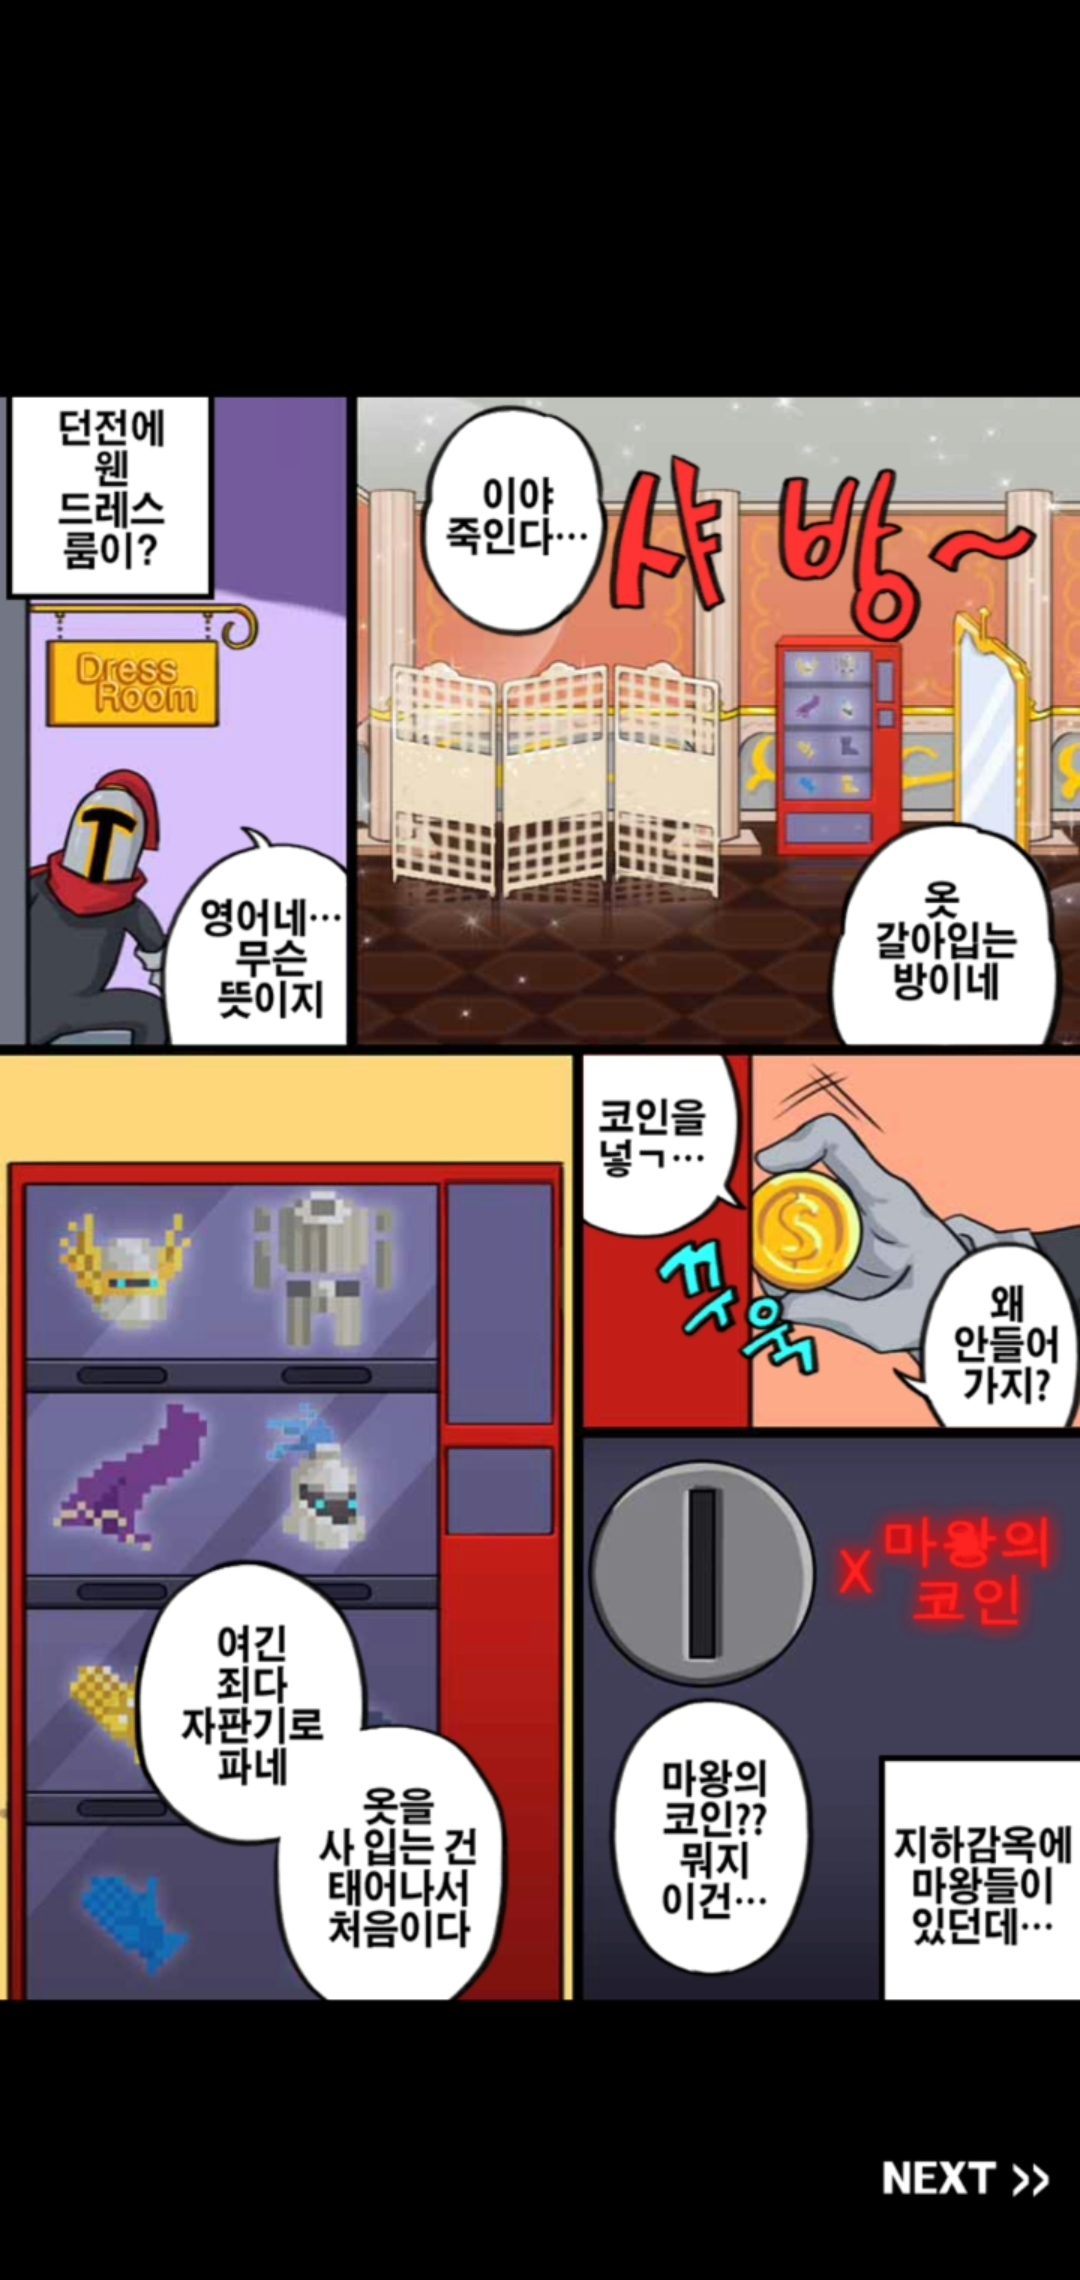 던전에
웬
드레스
룸이?
Dress
Room
영어네…
무슨
뜻이지
이야
죽인다…
샤방~
옷
갈아입는
방이네
여긴
죄다
자판기로
파네
옷을
사 입는 건
태어나서
처음이다
코인을
넣ㄱ…
$
왜
안들어
가지?
X 마왕의
코인
마왕의
코인??
뭐지
이건…
지하감옥에
마왕들이
있던데…
NEXT >>